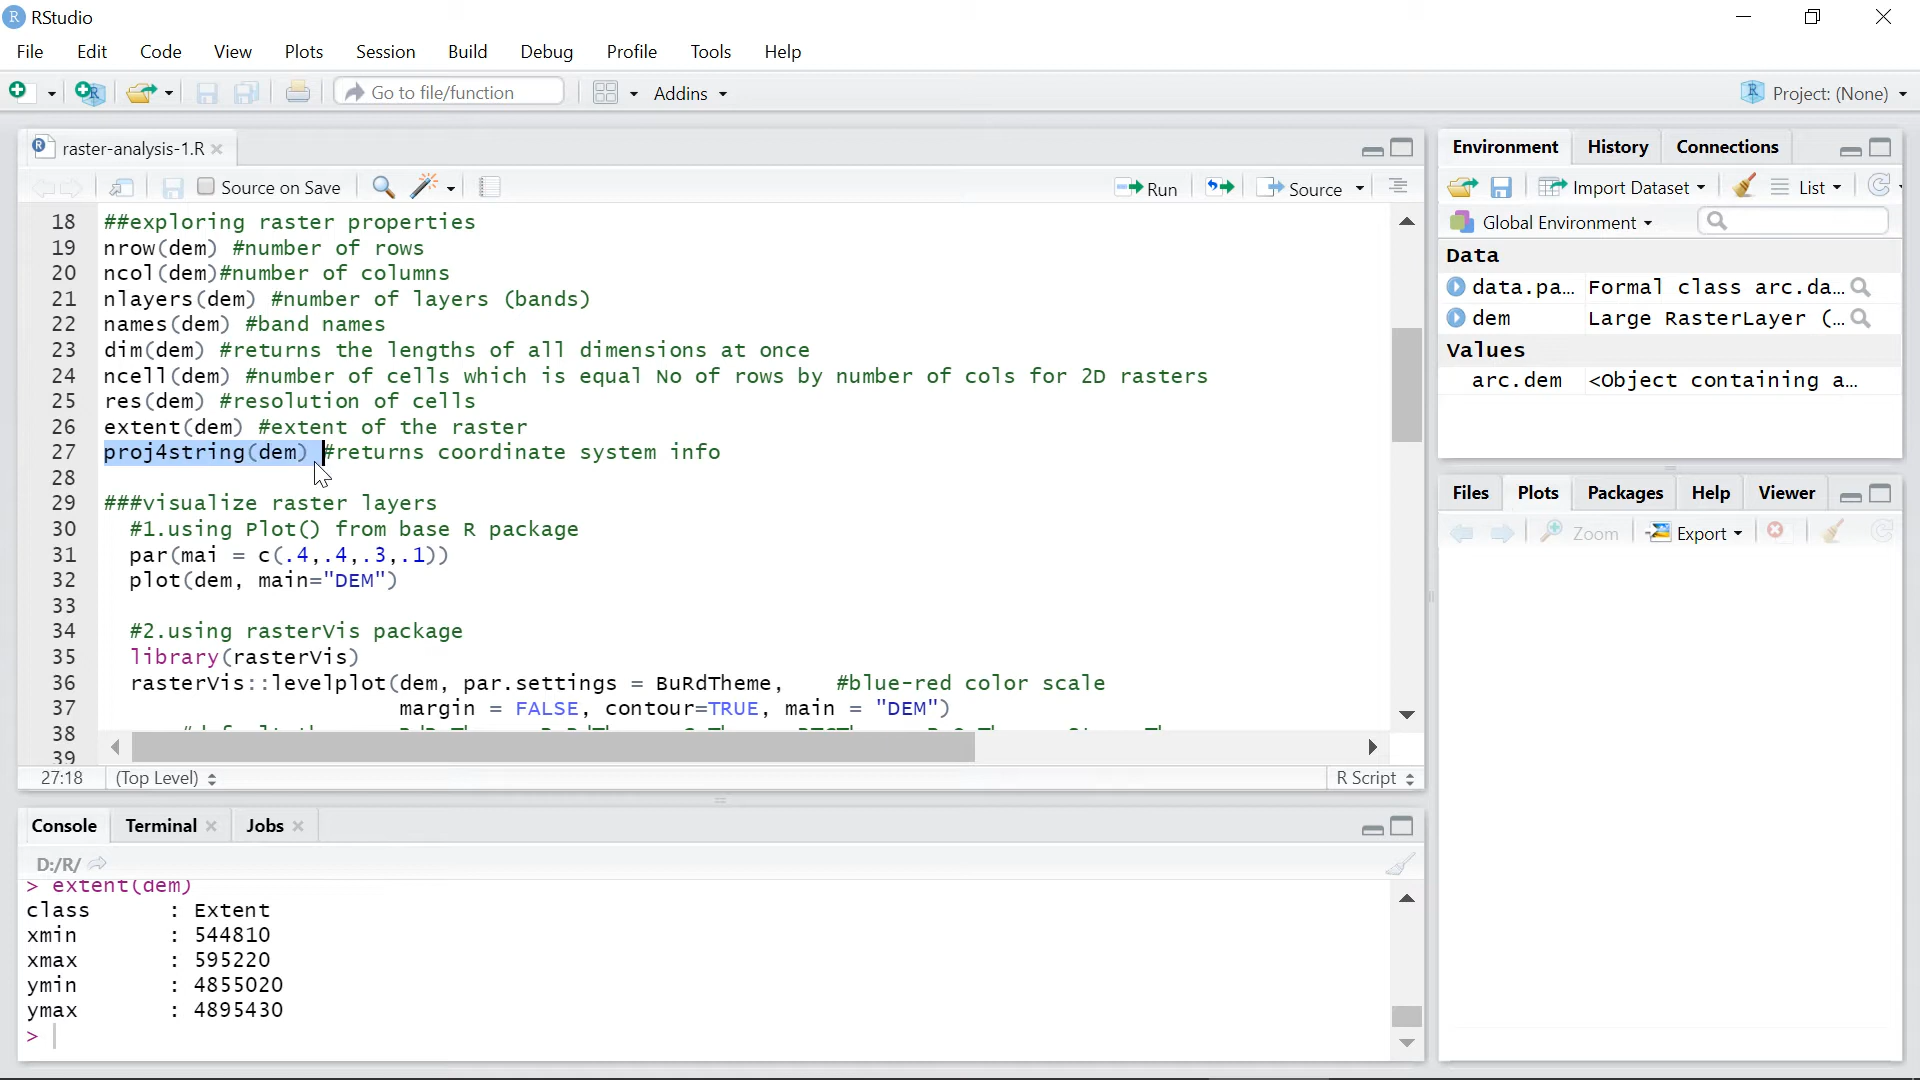 RStudio
File Edit Code View Plots Session Build Debug Profile Tools Help
Go to file/function Addins Project: (None)
raster-analysis-1.R
Source on Save Run Source
18 ##exploring raster properties
19 nrow(dem) #number of rows
20 ncol(dem)#number of columns
21 nlayers(dem) #number of layers (bands)
22 names(dem) #band names
23 dim(dem) #returns the lengths of all dimensions at once
24 ncell(dem) #number of cells which is equal No of rows by number of cols for 2D rasters
25 res(dem) #resolution of cells
26 extent(dem) #extent of the raster
27 proj4string(dem) #returns coordinate system info
28
29 ###visualize raster layers
30 #1.using Plot() from base R package
31 par(mai = c(.4,.4,.3,.1))
32 plot(dem, main="DEM")
33
34 #2.using rasterVis package
35 library(rasterVis)
36 rasterVis::levelplot(dem, par.settings = BuRdTheme, #blue-red color scale
37 margin = FALSE, contour=TRUE, main = "DEM")
38
39
27:18 (Top Level) R Script
Console Terminal Jobs
D:/R/
> extent(dem)
class : Extent
xmin : 544810
xmax : 595220
ymin : 4855020
ymax : 4895430
>
Environment History Connections
Import Dataset List
Global Environment
Data
data.pa… Formal class arc.da…
dem Large RasterLayer (…
Values
arc.dem <Object containing a…
Files Plots Packages Help Viewer
Zoom Export